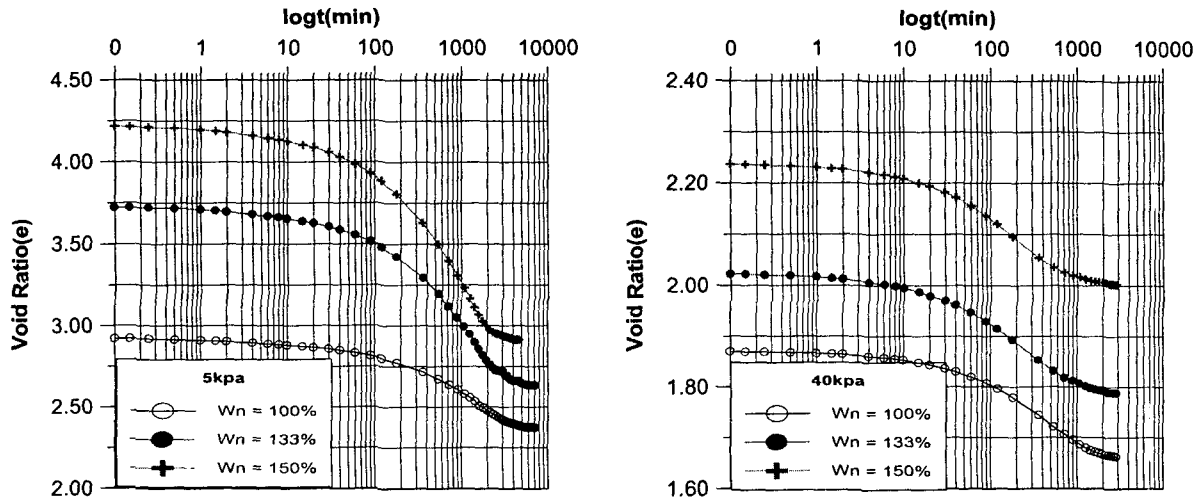 logt(min)
0 1 10 100 1000 10000
4.50
4.00
3.50
3.00
2.50
2.00
Void Ratio(e)
5kpa
Wn = 100%
Wn = 133%
Wn = 150%
logt(min)
0 1 10 100 1000 10000
2.40
2.20
2.00
1.80
1.60
Void Ratio(e)
40kpa
Wn = 100%
Wn = 133%
Wn = 150%